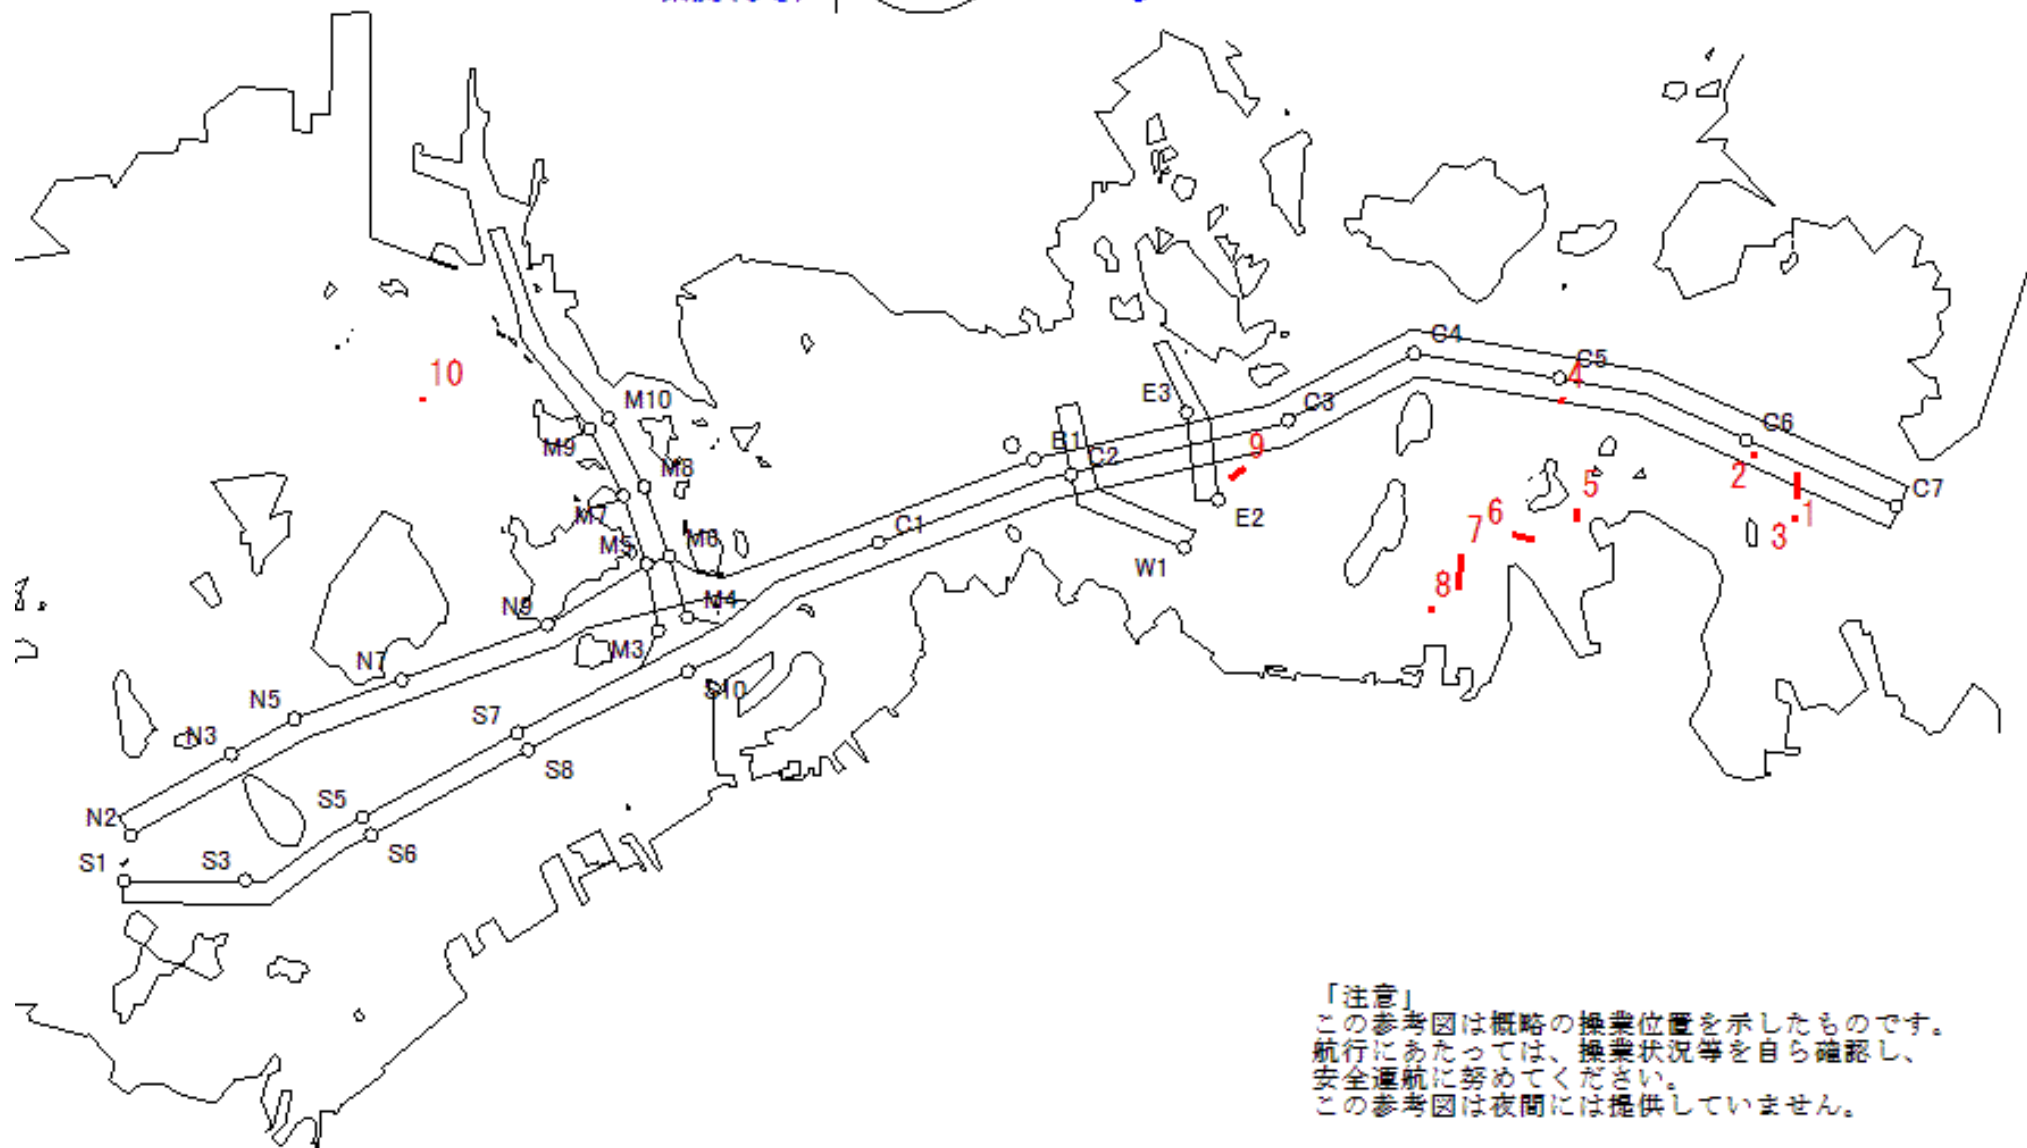 C4
C5
4
10
E3
M10
C3
C6
M9
B1
9
C2
M8
2
5
C7
M7
E2
6
1
C1
7
3
M5
M6
W1
8
N9
M4
N7
M3
S10
N5
S7
N3
S8
S5
N2
S6
S1
S3
「注意」
この参考図は概略の操業位置を示したものです。
航行にあたっては、操業状況等を自ら確認し、
安全運航に努めてください。
この参考図は夜間には提供していません。